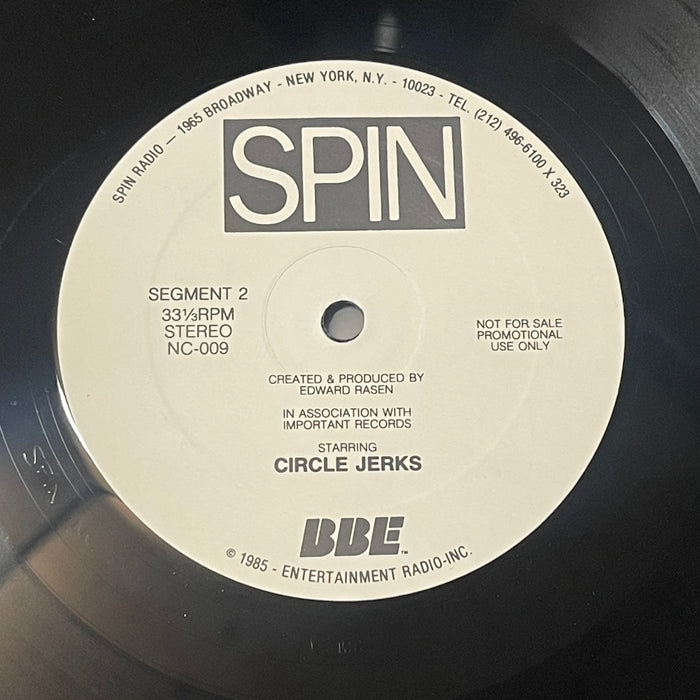 SPIN RADIO — 1965 BROADWAY - NEW YORK, N.Y. - 10023 - TEL. (212) 496-6100 X 323
SPIN
SEGMENT 2
33⅓RPM
STEREO
NC-009
NOT FOR SALE
PROMOTIONAL
USE ONLY
CREATED & PRODUCED BY
EDWARD RASEN
IN ASSOCIATION WITH
IMPORTANT RECORDS
STARRING
CIRCLE JERKS
BBE™
© 1985 - ENTERTAINMENT RADIO-INC.